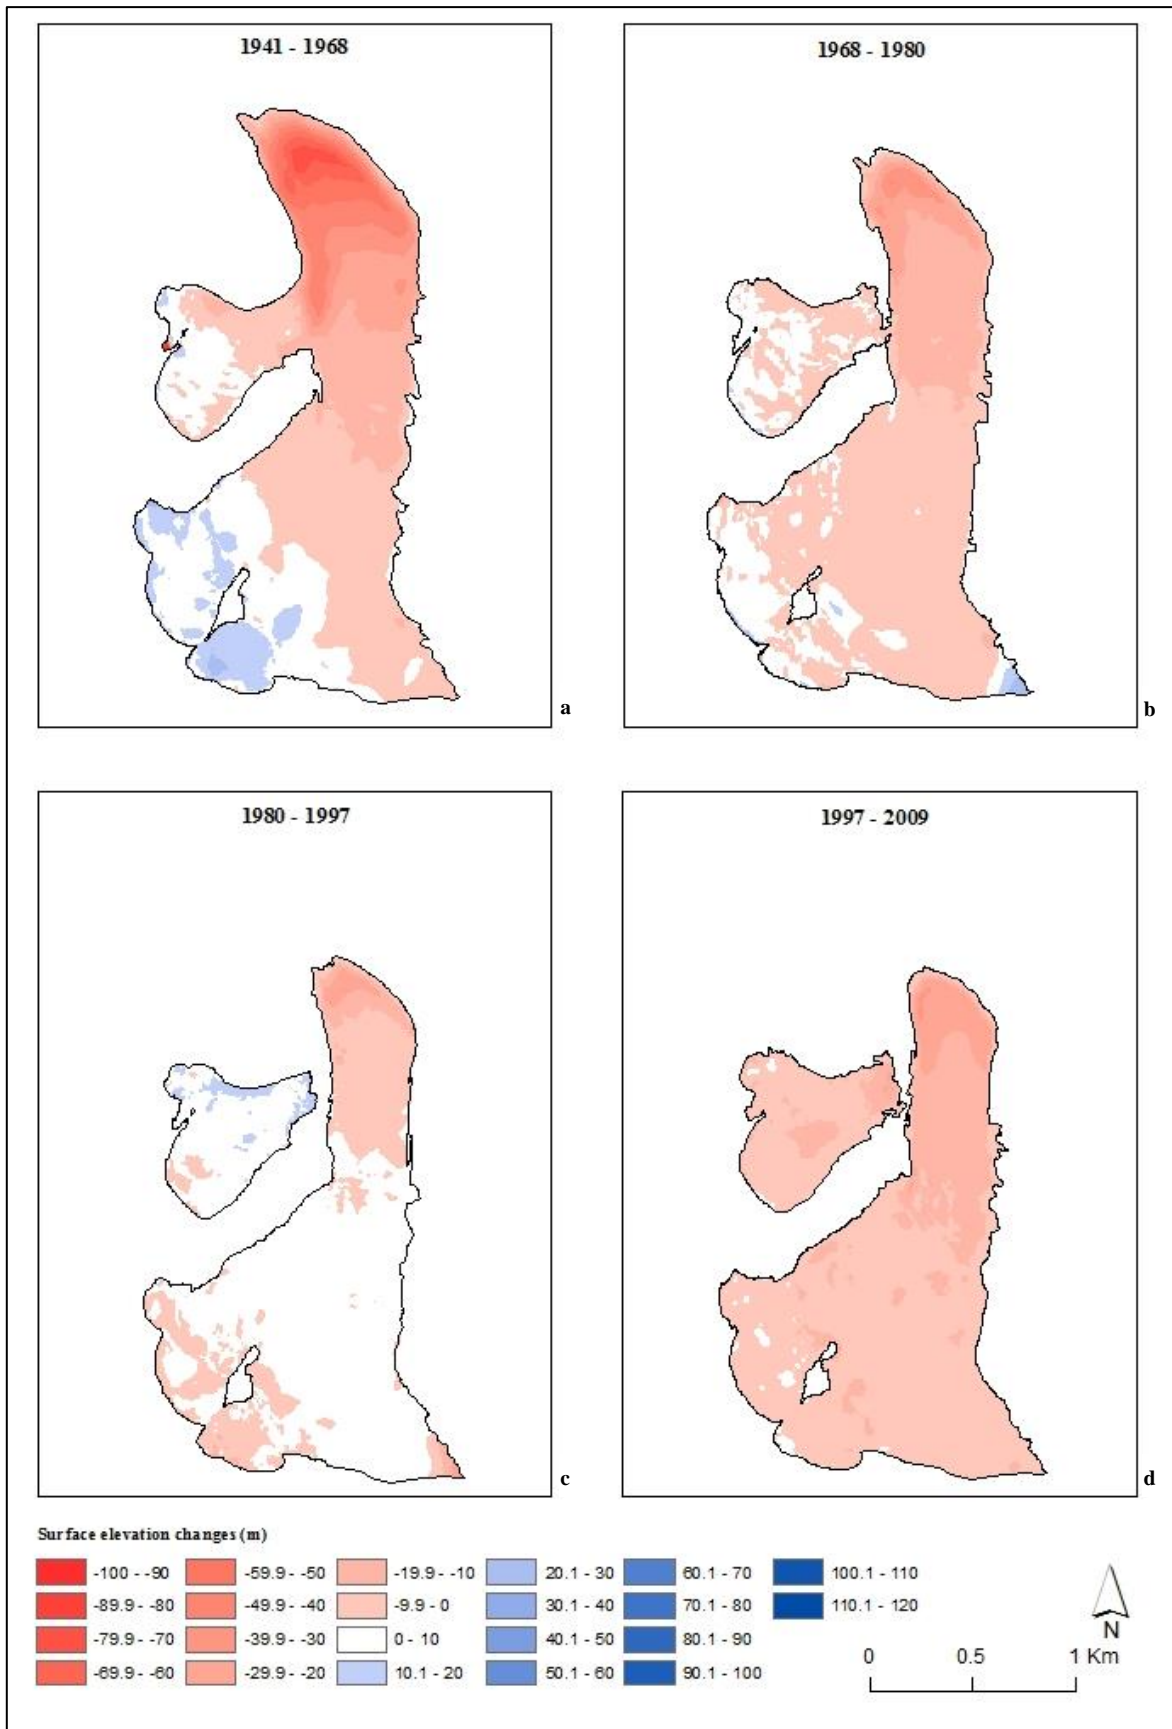 1941 - 1968
1968 - 1980
a
b
1980 - 1997
1997 - 2009
c
d
Surface elevation changes (m)
-100 - -90
-89.9 - -80
-79.9 - -70
-69.9 - -60
-59.9 - -50
-49.9 - -40
-39.9 - -30
-29.9 - -20
-19.9 - -10
-9.9 - 0
0 - 10
10.1 - 20
20.1 - 30
30.1 - 40
40.1 - 50
50.1 - 60
60.1 - 70
70.1 - 80
80.1 - 90
90.1 - 100
100.1 - 110
110.1 - 120
N
0 0.5 1 Km